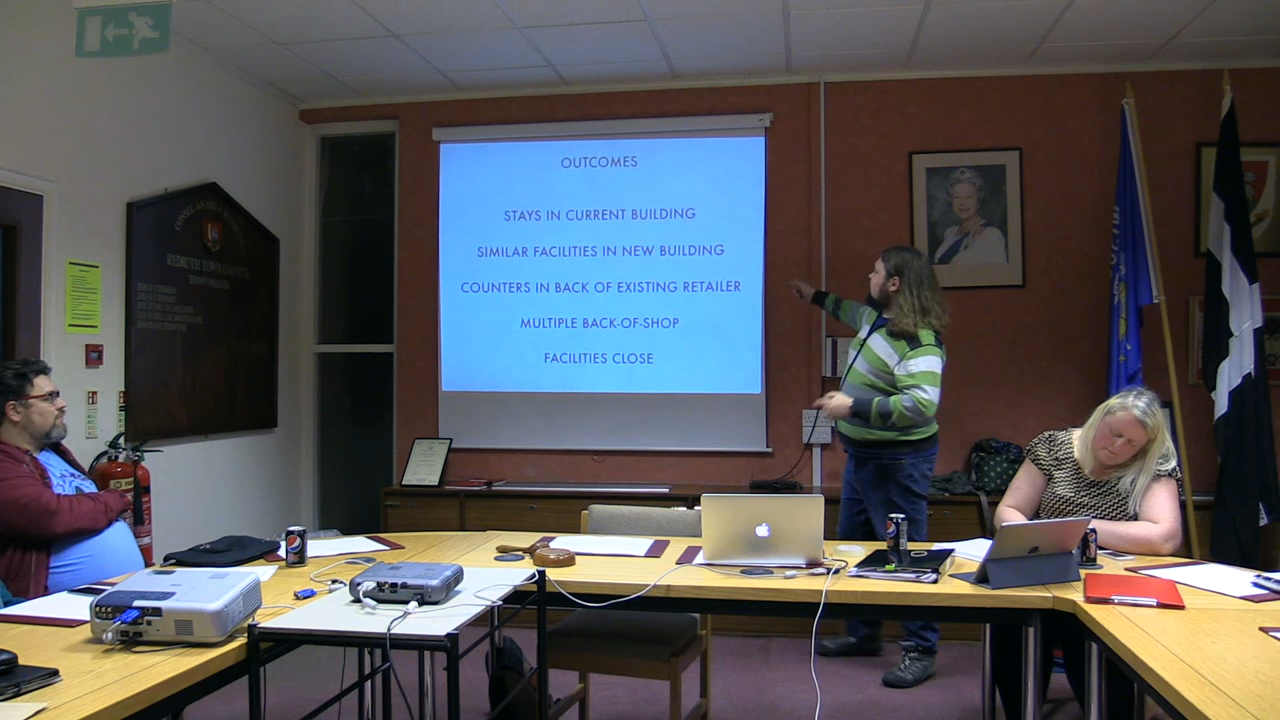 OUTCOMES
STAYS IN CURRENT BUILDING
SIMILAR FACILITIES IN NEW BUILDING
COUNTERS IN BACK OF EXISTING RETAILER
MULTIPLE BACK-OF-SHOP
FACILITIES CLOSE
REDRUTH TOWN COUNCIL